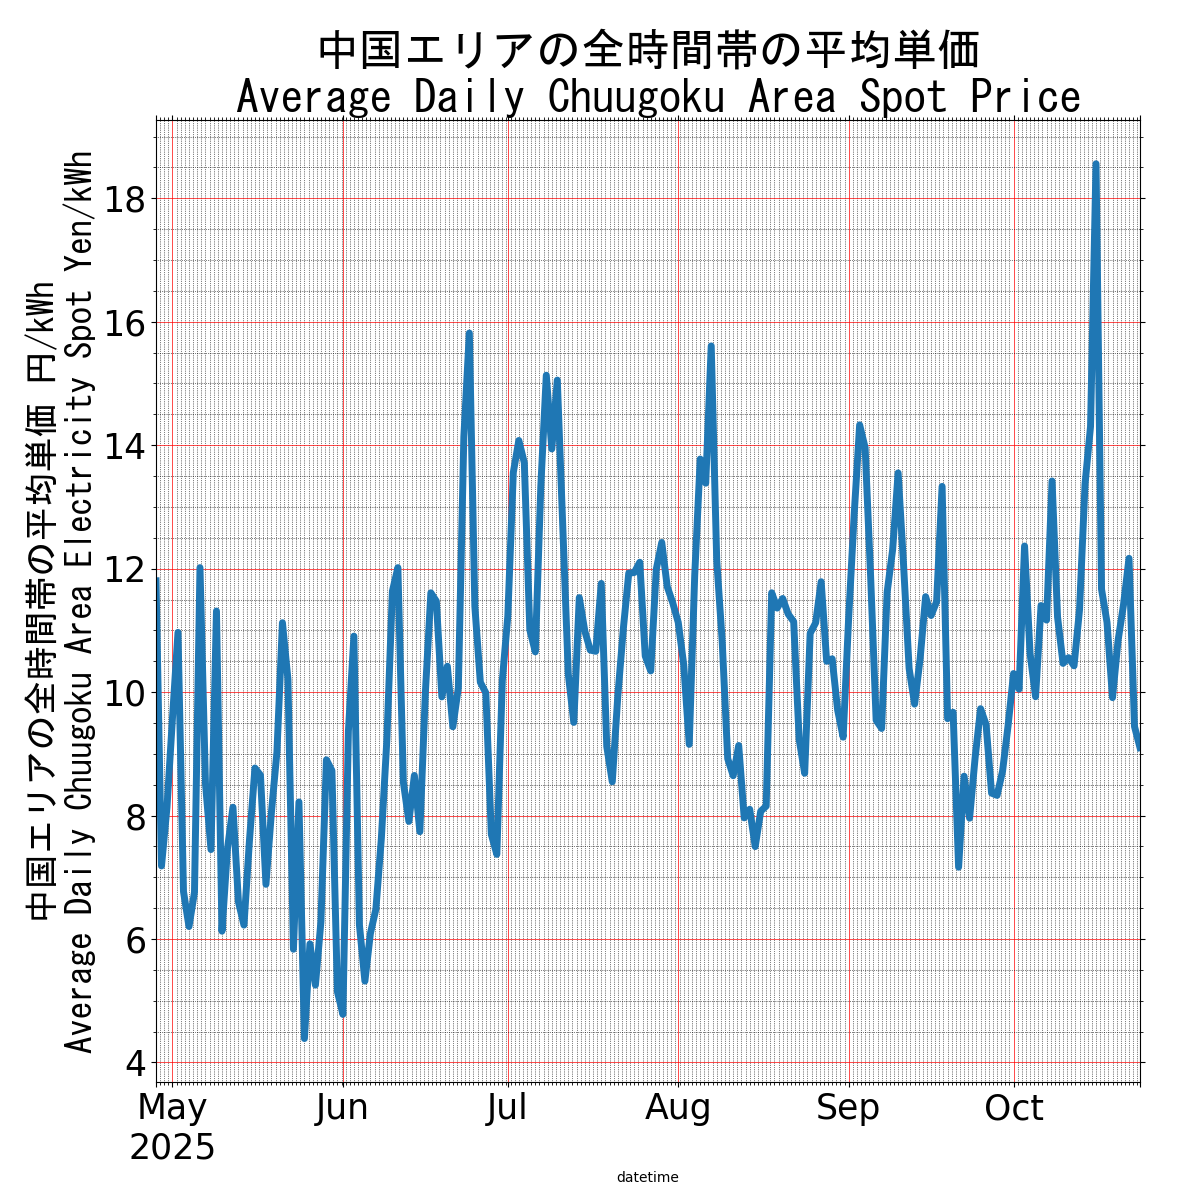 中国エリアの全時間帯の平均単価
Average Daily Chuugoku Area Spot Price
中国エリアの全時間帯の平均単価 円/kWh
Average Daily Chuugoku Area Electricity Spot Yen/kWh
18
16
14
12
10
8
6
4
May
2025
Jun
Jul
Aug
Sep
Oct
datetime